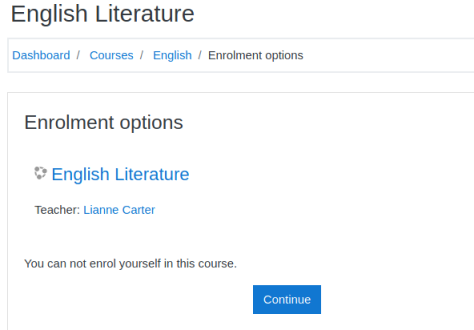 English Literature
Dashboard / Courses / English / Enrolment options
Enrolment options
English Literature
Teacher: Lianne Carter
You can not enrol yourself in this course.
Continue